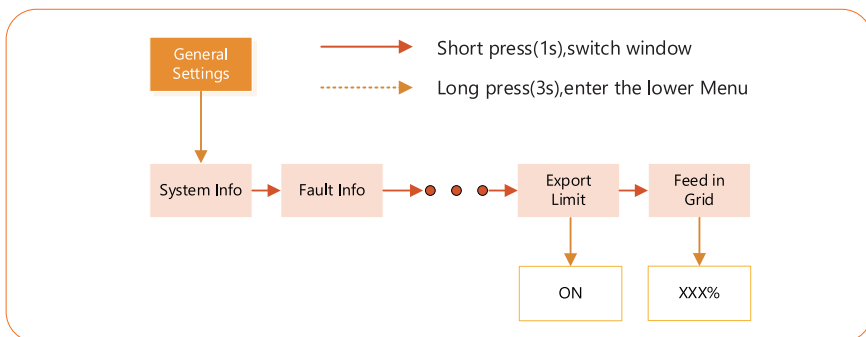 General
Settings
Short press(1s),switch window
Long press(3s),enter the lower Menu
System Info
Fault Info
Export
Limit
Feed in
Grid
ON
XXX%